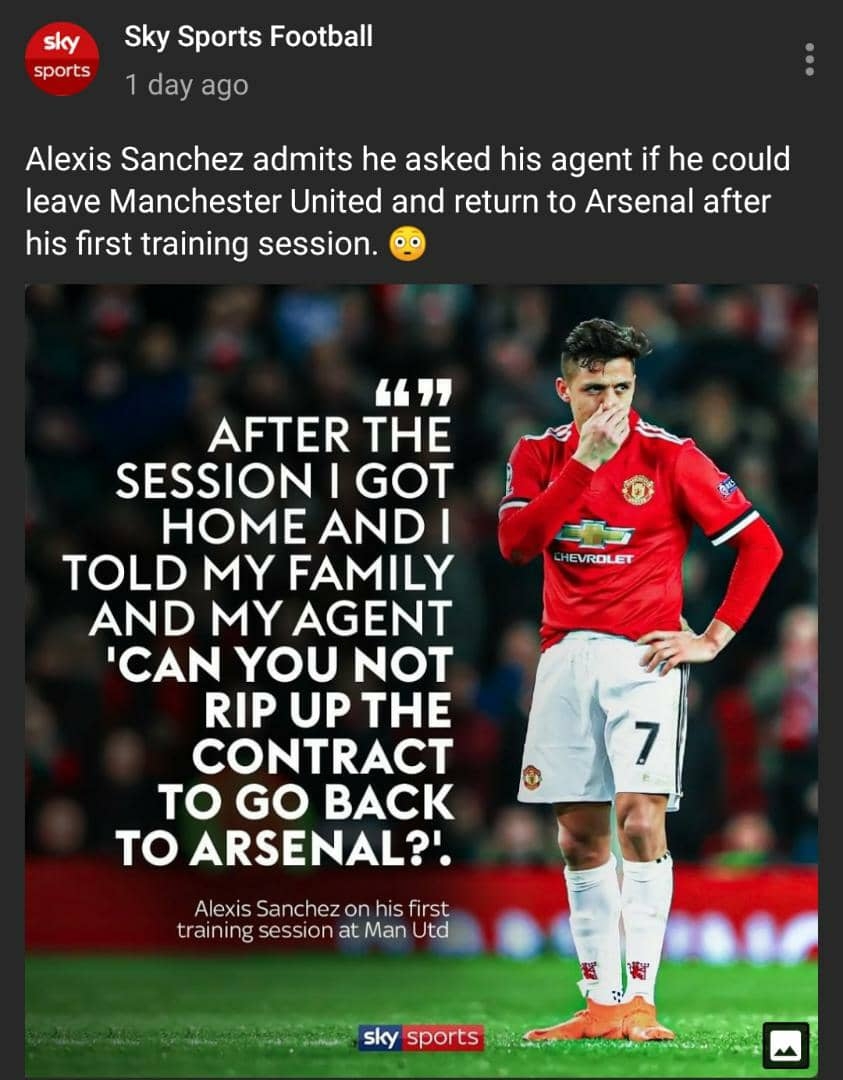 sky
sports
Sky Sports Football
1 day ago
Alexis Sanchez admits he asked his agent if he could
leave Manchester United and return to Arsenal after
his first training session. 😳
“”
AFTER THE
SESSION I GOT
HOME AND I
TOLD MY FAMILY
AND MY AGENT
'CAN YOU NOT
RIP UP THE
CONTRACT
TO GO BACK
TO ARSENAL?'.
Alexis Sanchez on his first
training session at Man Utd
CHEVROLET
7
sky sports